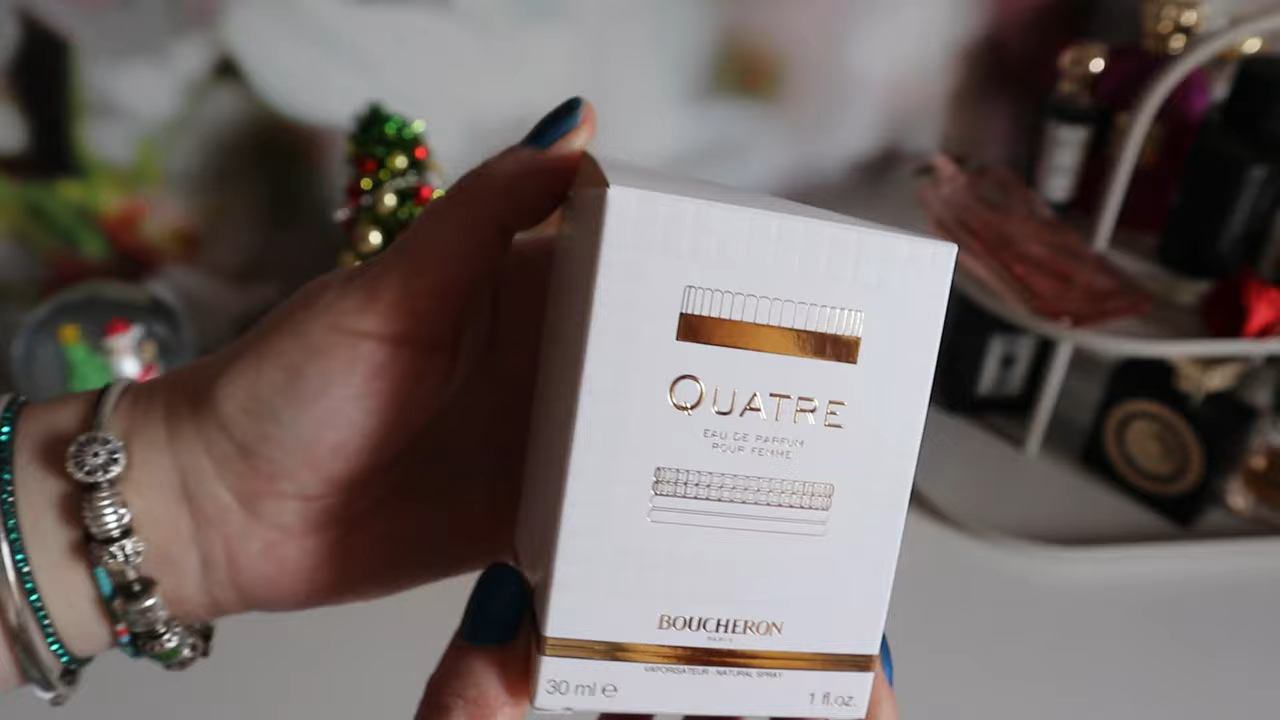 QUATRE
EAU DE PARFUM
POUR FEMME
BOUCHERON
PARIS
VAPORISATEUR - NATURAL SPRAY
30 ml e 1 fl.oz.